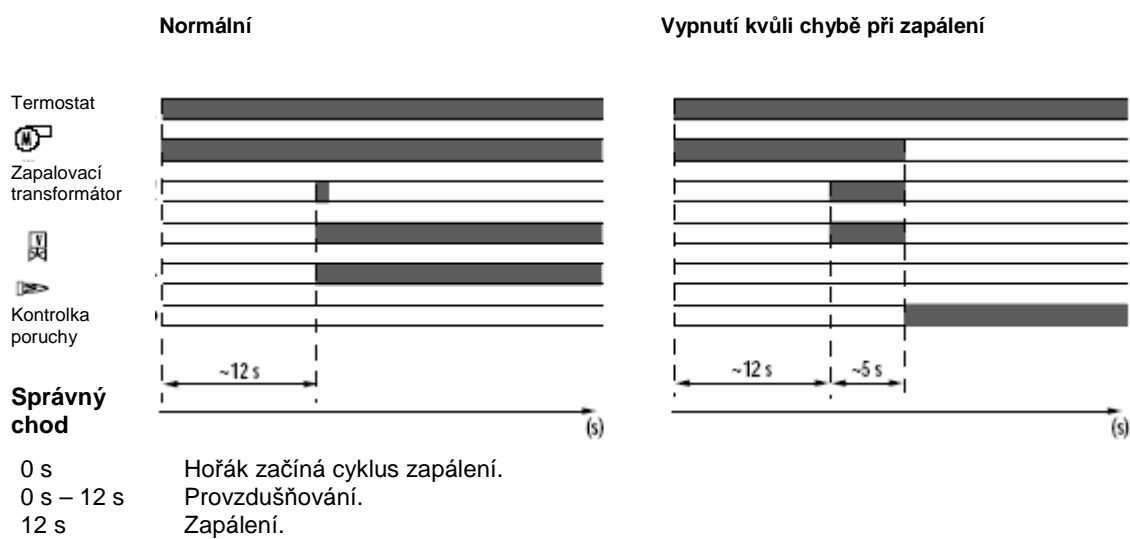 Normální
Vypnutí kvůli chybě při zapálení
Termostat
M
Zapalovací
transformátor
V
Kontrolka
poruchy
~12 s
~12 s
~5 s
Správný
chod
(s)
(s)
0 s Hořák začíná cyklus zapálení.
0 s – 12 s Provzdušňování.
12 s Zapálení.